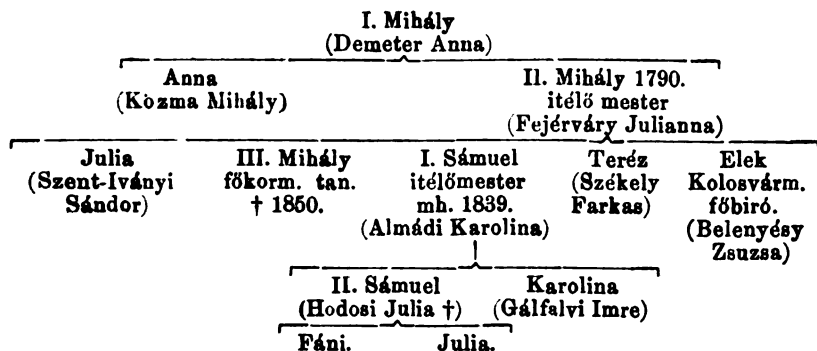 I. Mihály
(Demeter Anna)
Anna
(Kozma Mihály)
II. Mihály 1790.
itélő mester
(Fejérváry Julianna)
Julia
(Szent-Iványi
Sándor)
III. Mihály
főkorm. tan.
† 1850.
I. Sámuel
itélőmester
mh. 1839.
(Almádi Karolina)
Teréz
(Székely
Farkas)
Elek
Kolosvárm.
főbiró.
(Belenyésy
Zsuzsa)
II. Sámuel
(Hodosi Julia †)
Karolina
(Gálfalvi Imre)
Fáni.
Julia.